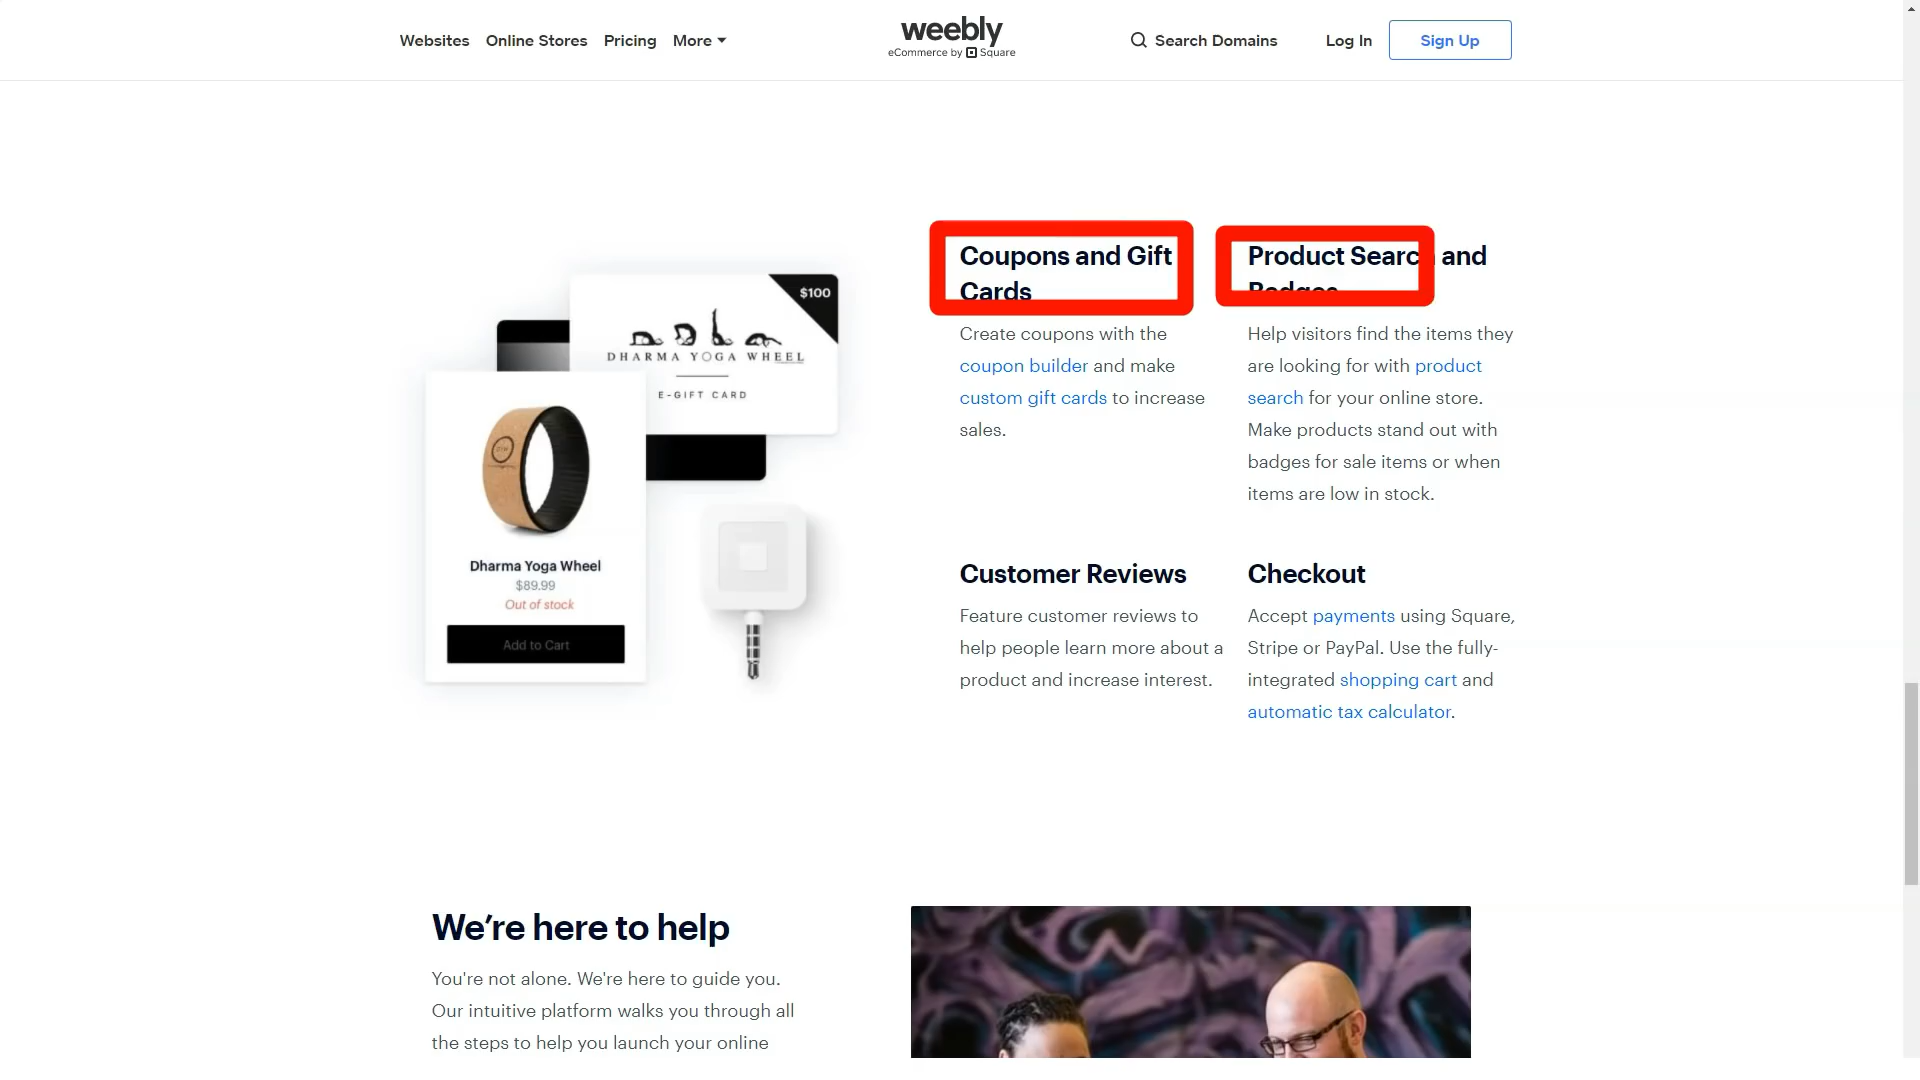 Websites Online Stores Pricing More
weebly
eCommerce by Square
Search Domains
Log In
Sign Up
$100
DHARMA YOGA WHEEL
E-GIFT CARD
Dharma Yoga Wheel
$89.99
Out of stock
Add to Cart
Coupons and Gift
Cards
Create coupons with the
coupon builder and make
custom gift cards to increase
sales.
Product Search and
Badges
Help visitors find the items they
are looking for with product
search for your online store.
Make products stand out with
badges for sale items or when
items are low in stock.
Customer Reviews
Feature customer reviews to
help people learn more about a
product and increase interest.
Checkout
Accept payments using Square,
Stripe or PayPal. Use the fully-
integrated shopping cart and
automatic tax calculator.
We’re here to help
You're not alone. We're here to guide you.
Our intuitive platform walks you through all
the steps to help you launch your online